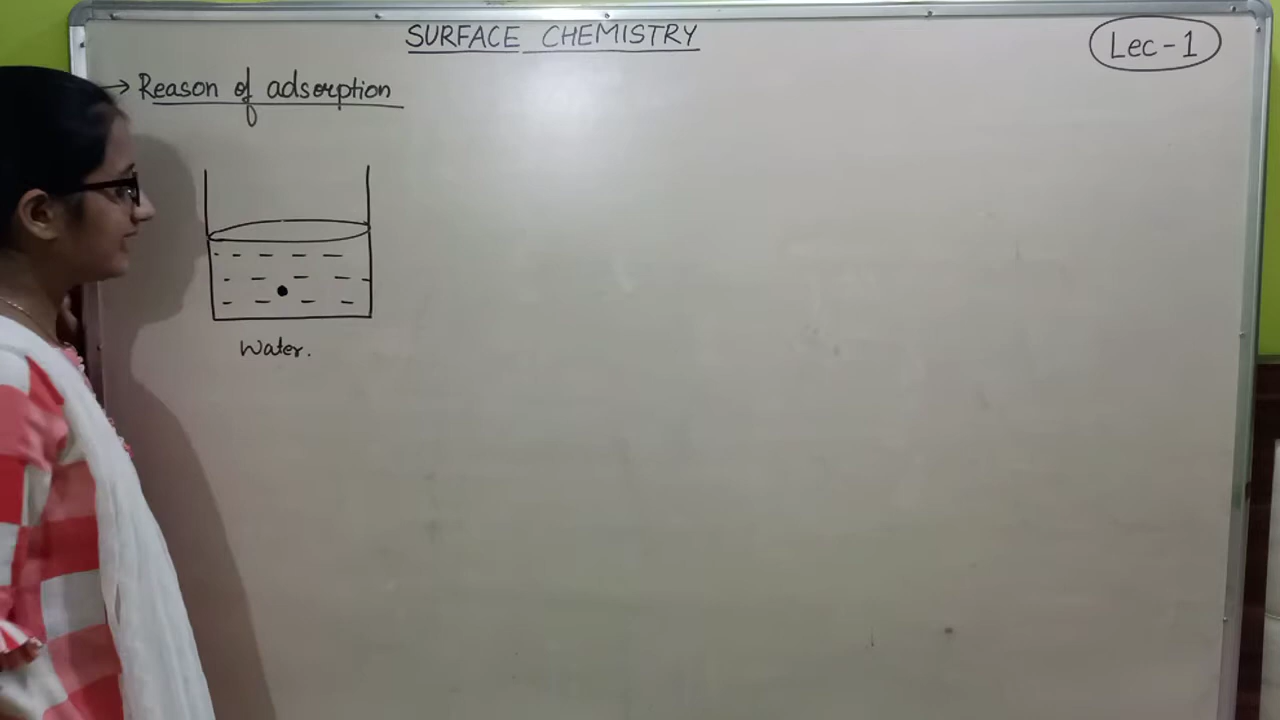 SURFACE CHEMISTRY
Lec-1
→ Reason of adsorption
Water.